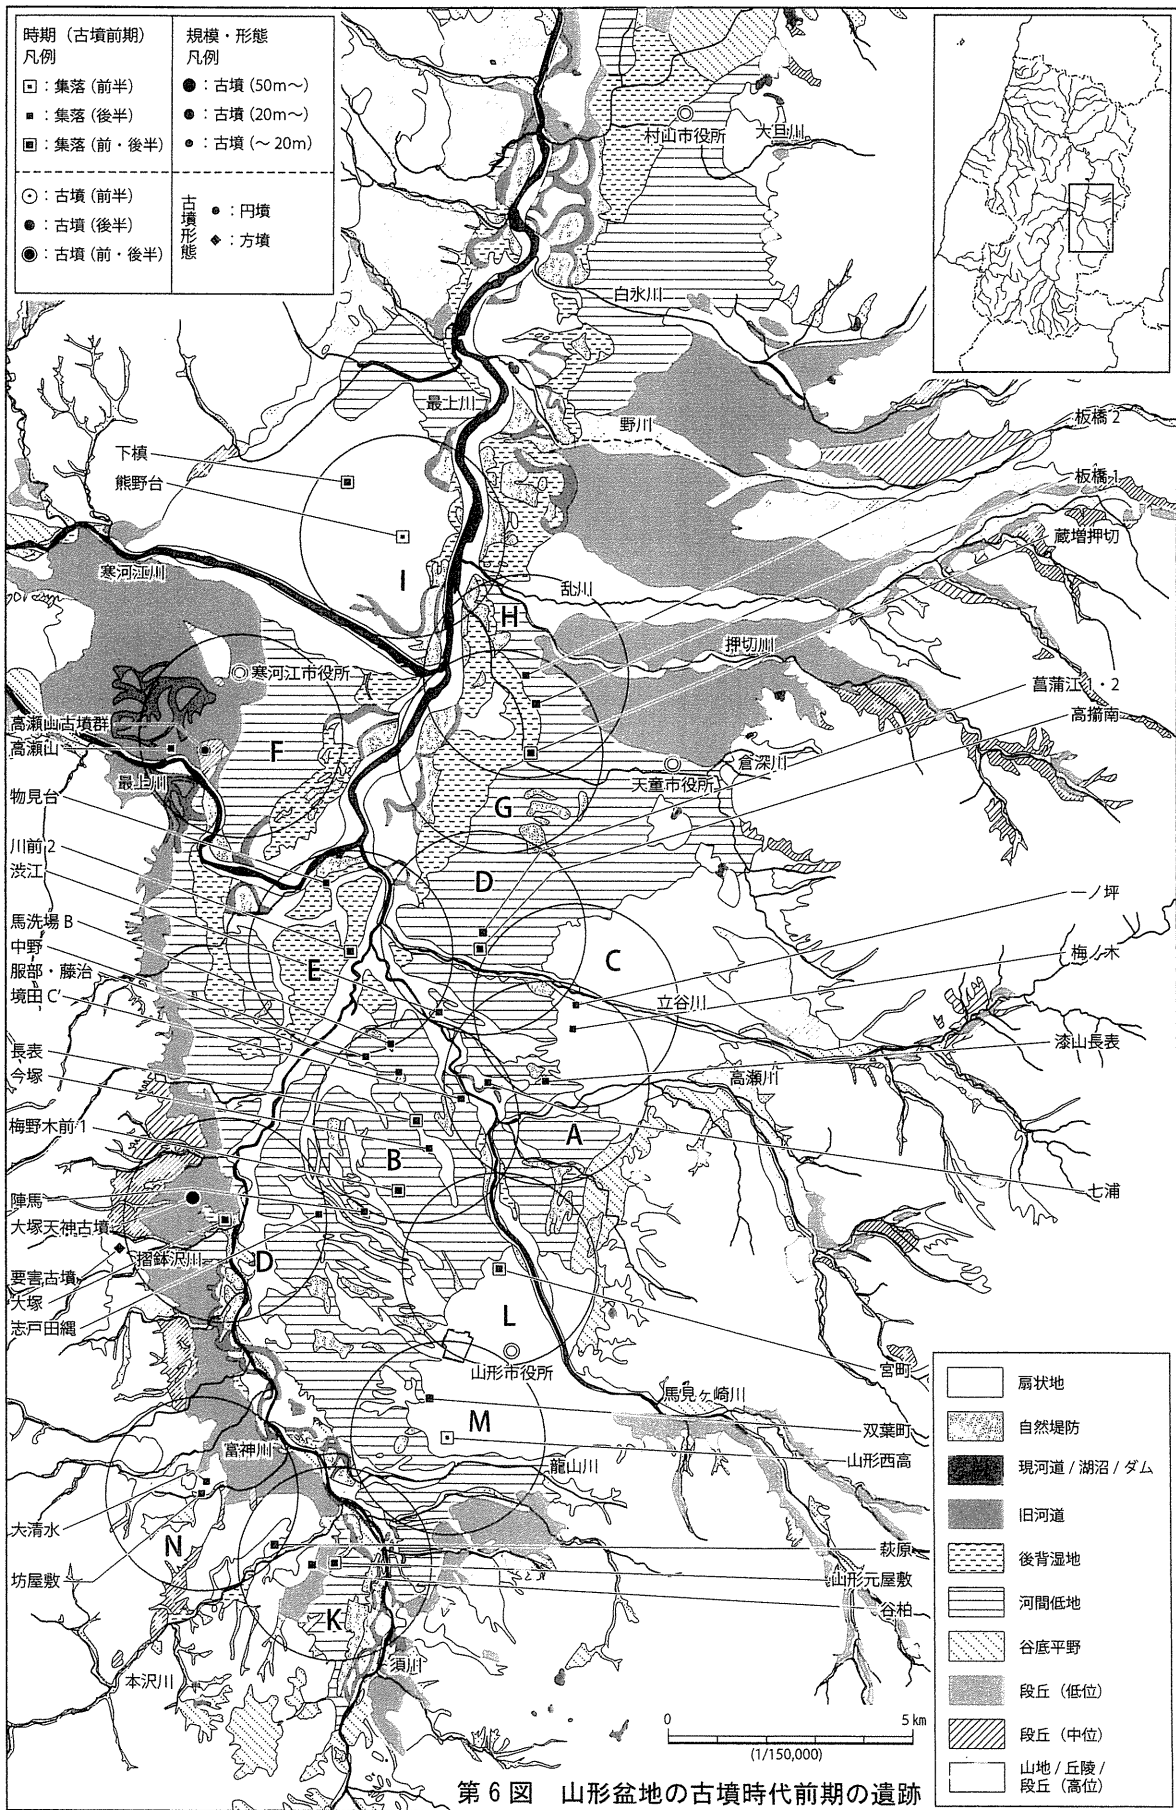 時期（古墳前期）
凡例
：集落（前半）
：集落（後半）
：集落（前・後半）
：古墳（前半）
：古墳（後半）
：古墳（前・後半）
規模・形態
凡例
：古墳（50m～）
：古墳（20m～）
：古墳（～20m）
古墳形態
：円墳
：方墳
村山市役所
大旦川
白水川
最上川
野川
板橋2
板橋1
蔵増押切
下槙
熊野台
寒河江川
I
乱川
H
押切川
寒河江市役所
菖蒲江1・2
高擶南
高瀬山古墳群
高瀬山
F
最上川
倉深川
天童市役所
物見台
G
川前2
渋江
D
一ノ坪
馬洗場B
中野
服部・藤治
境田C'
E
C
梅ノ木
立谷川
漆山長表
高瀬川
長表
今塚
梅野木前1
A
B
七浦
陣馬
大塚天神古墳
摺鉢沢川
D
要害古墳
大塚
志戸田縄
L
山形市役所
宮町
馬見ヶ崎川
双葉町
M
山形西高
富神川
龍山川
大清水
N
萩原
坊屋敷
山形元屋敷
谷柏
K
本沢川
須川
扇状地
自然堤防
現河道/湖沼/ダム
旧河道
後背湿地
河間低地
谷底平野
段丘（低位）
段丘（中位）
山地/丘陵/
段丘（高位）
0
5km
(1/150,000)
第6図 山形盆地の古墳時代前期の遺跡